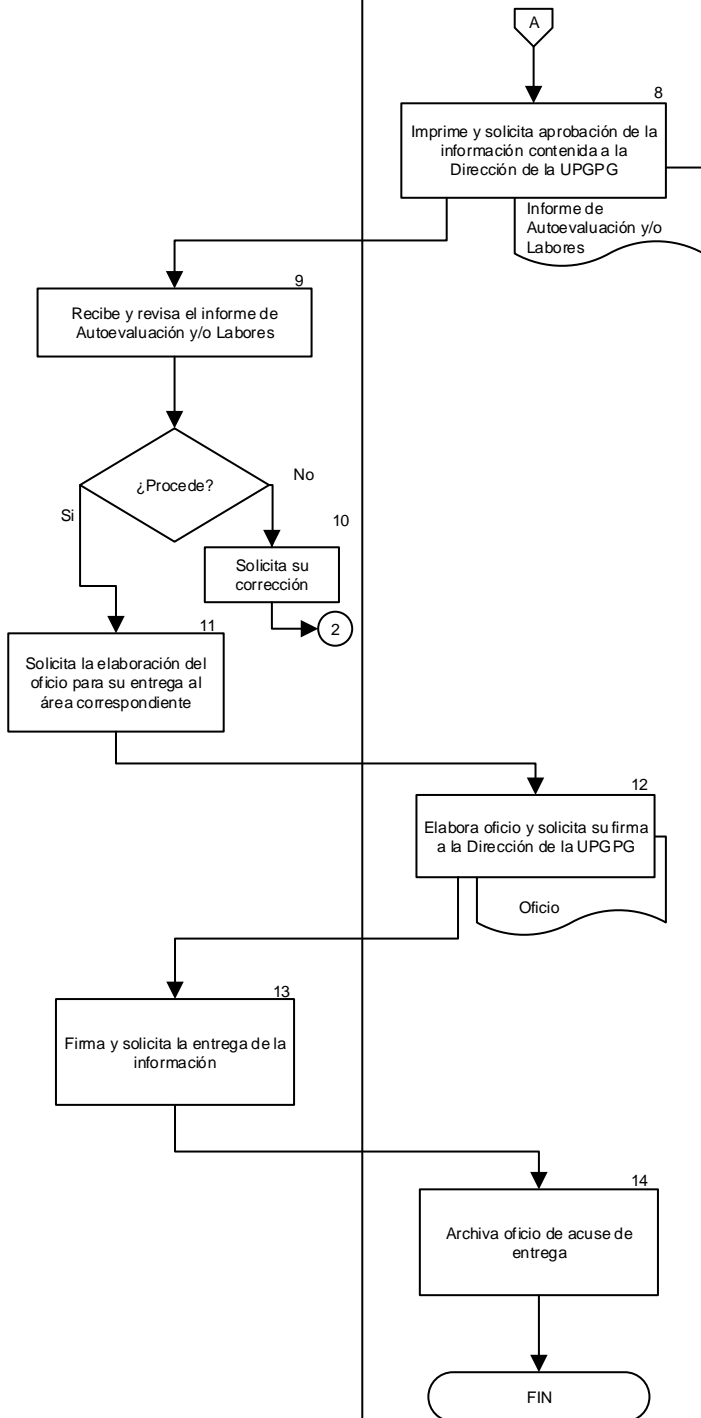 A
8
Imprime y solicita aprobación de la
información contenida a la
Dirección de la UPGPG
Informe de
Autoevaluación y/o
Labores
9
Recibe y revisa el informe de
Autoevaluación y/o Labores
¿Procede?
No
Si
10
Solicita su
corrección
2
11
Solicita la elaboración del
oficio para su entrega al
área correspondiente
12
Elabora oficio y solicita su firma
a la Dirección de la UPGPG
Oficio
13
Firma y solicita la entrega de la
información
14
Archiva oficio de acuse de
entrega
FIN